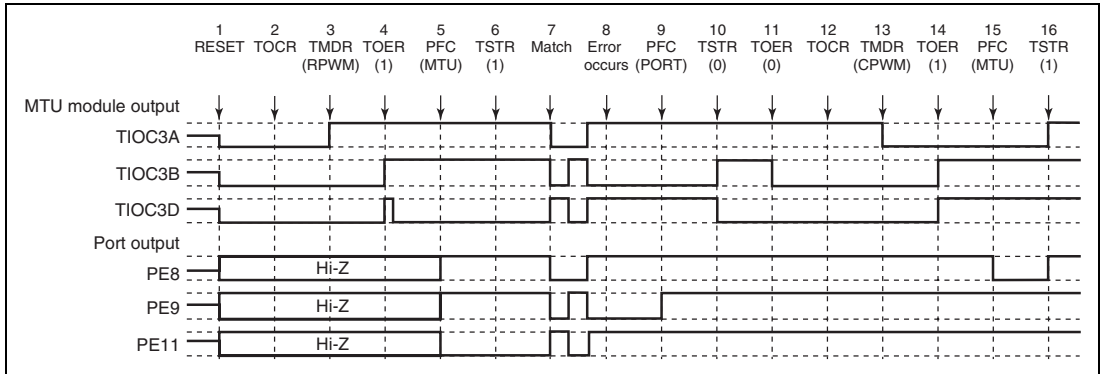 1 2 3 4 5 6 7 8 9 10 11 12 13 14 15 16
RESET TOCR TMDR TOER PFC TSTR Match Error PFC TSTR TOER TOCR TMDR TOER PFC TSTR
(RPWM) (1) (MTU) (1) occurs (PORT) (0) (0) (CPWM) (1) (MTU) (1)
MTU module output
TIOC3A
TIOC3B
TIOC3D
Port output
PE8 Hi-Z
PE9 Hi-Z
PE11 Hi-Z